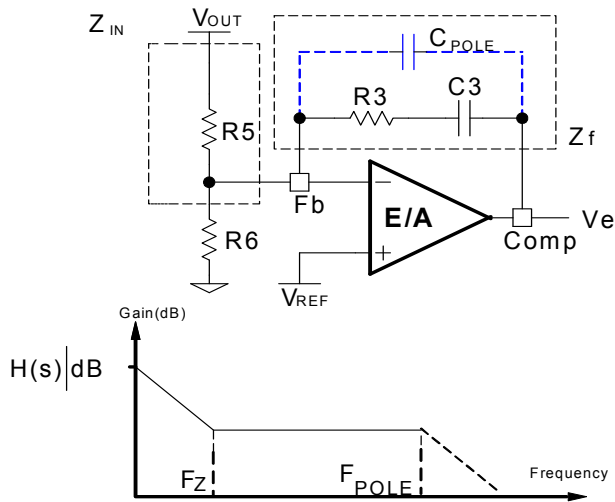 Z IN
VOUT
CPOLE
R3
C3
R5
Zf
Fb
E/A
Ve
R6
Comp
VREF
Gain(dB)
H(s)|dB
FZ
FPOLE
Frequency